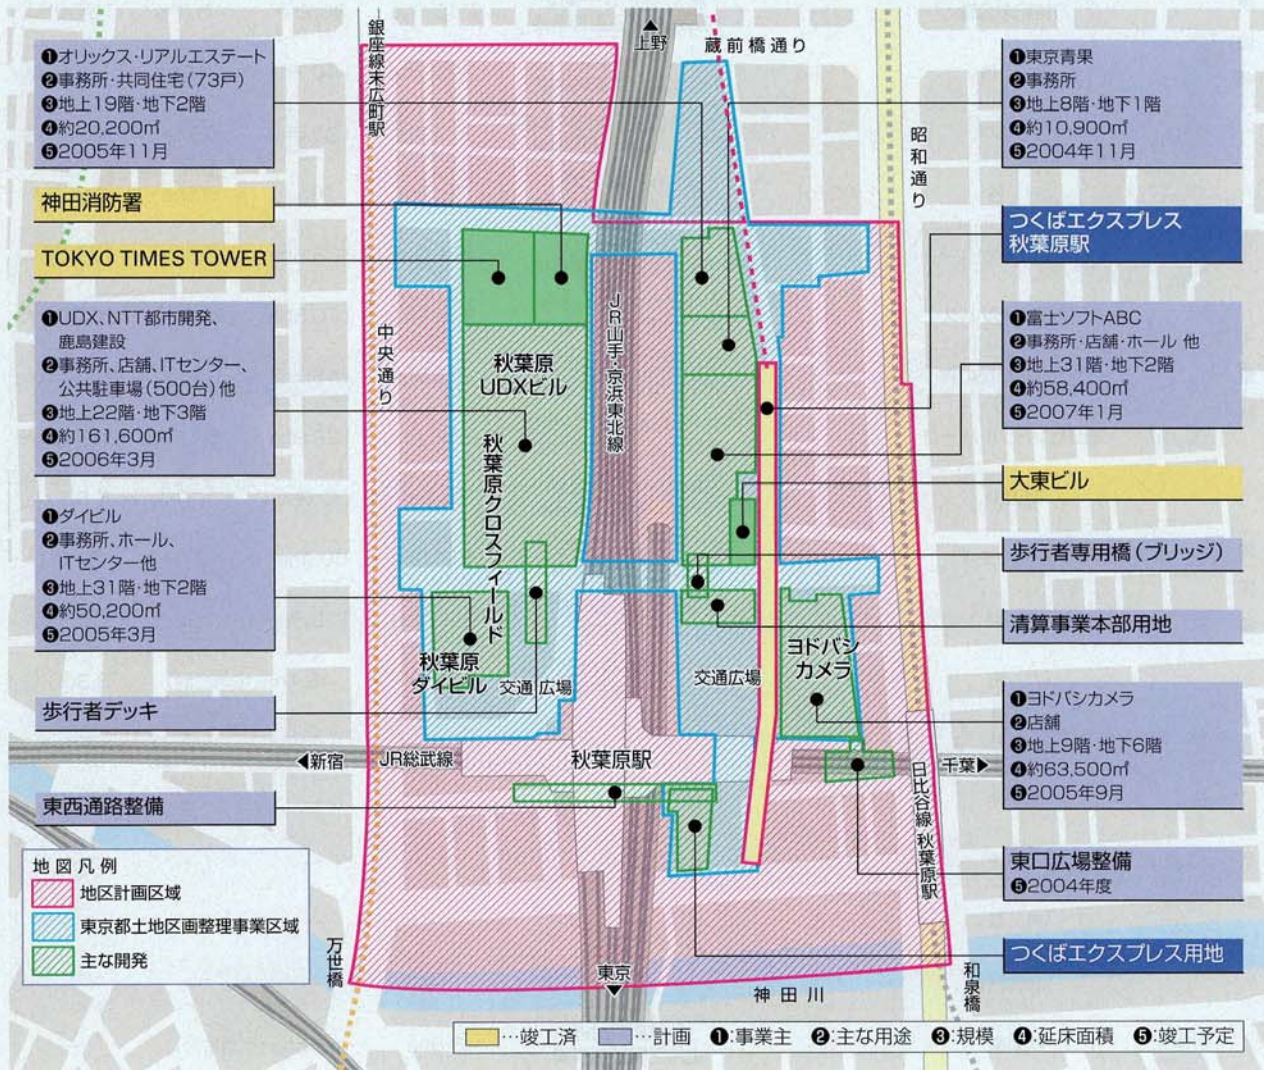 ❶オリックス・リアルエステート
❷事務所・共同住宅(73戸)
❸地上19階・地下2階
❹約20,200㎡
❺2005年11月
神田消防署
TOKYO TIMES TOWER
❶UDX、NTT都市開発、
鹿島建設
❷事務所、店舗、ITセンター、
公共駐車場(500台)他
❸地上22階・地下3階
❹約161,600㎡
❺2006年3月
❶ダイビル
❷事務所、ホール、
ITセンター他
❸地上31階・地下2階
❹約50,200㎡
❺2005年3月
歩行者デッキ
東西通路整備
地図凡例
地区計画区域
東京都土地区画整理事業区域
主な開発
銀座線末広町駅
中央通り
万世橋
▲
上野
蔵前橋通り
昭和通り
JR山手・京浜東北線
秋葉原
UDXビル
秋葉原クロスフィールド
秋葉原
ダイビル
交通広場
交通広場
ヨドバシ
カメラ
◀新宿
JR総武線
秋葉原駅
千葉▶
日比谷線 秋葉原駅
東京
▼
神田川
和泉橋
❶東京青果
❷事務所
❸地上8階・地下1階
❹約10,900㎡
❺2004年11月
つくばエクスプレス
秋葉原駅
❶富士ソフトABC
❷事務所・店舗・ホール 他
❸地上31階・地下2階
❹約58,400㎡
❺2007年1月
大東ビル
歩行者専用橋(ブリッジ)
清算事業本部用地
❶ヨドバシカメラ
❷店舗
❸地上9階・地下6階
❹約63,500㎡
❺2005年9月
東口広場整備
❺2004年度
つくばエクスプレス用地
…竣工済 …計画 ❶:事業主 ❷:主な用途 ❸:規模 ❹:延床面積 ❺:竣工予定